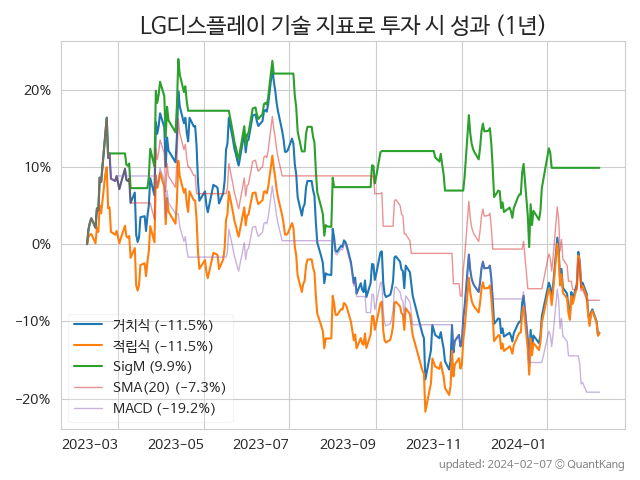 LG디스플레이 기술 지표로 투자 시 성과 (1년)
20%
10%
0%
−10%
−20%
거치식 (−11.5%)
적립식 (−11.5%)
SigM (9.9%)
SMA(20) (−7.3%)
MACD (−19.2%)
2023-03 2023-05 2023-07 2023-09 2023-11 2024-01
updated: 2024-02-07 © QuantKang